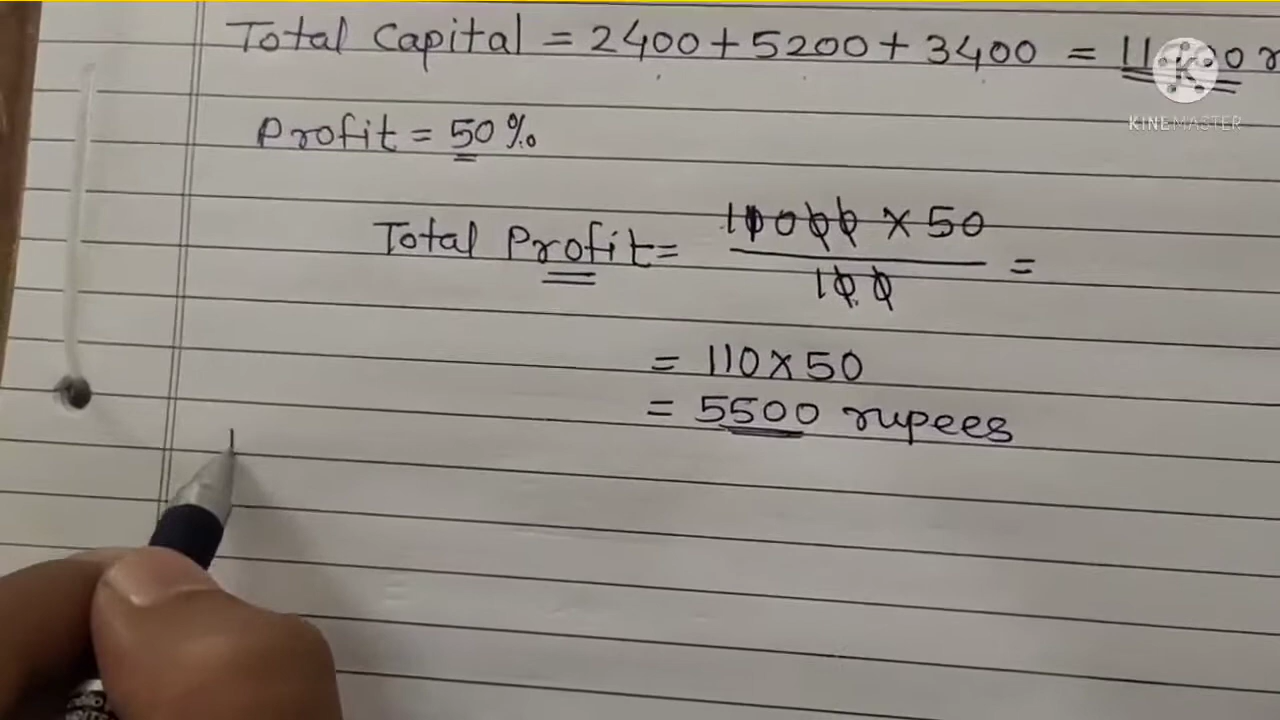 Total Capital = 2400 + 5200 + 3400 =
Profit = 50%
Total Profit = 11000 × 50 =
100
= 110 × 50
= 5500 rupees
KINEMASTER